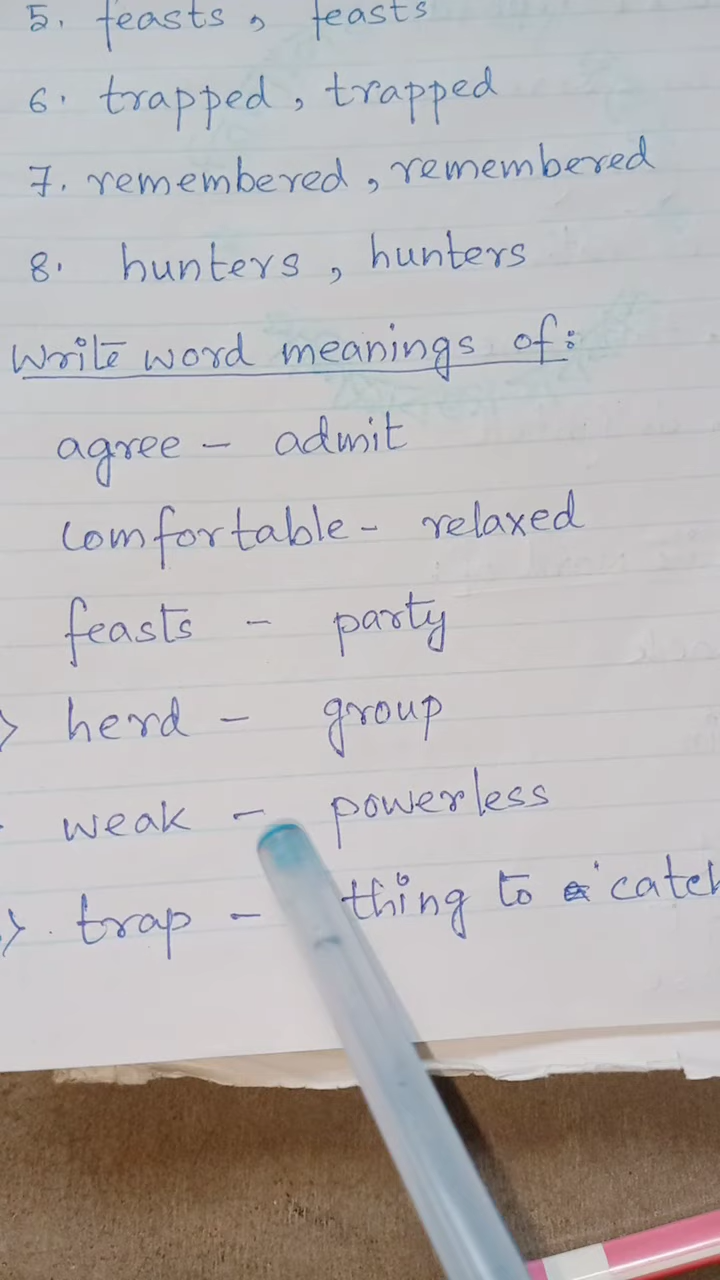 5. feasts, feasts
6. trapped, trapped
7. remembered, remembered
8. hunters, hunters
Write word meanings of:
agree - admit
comfortable - relaxed
feasts - party
herd - group
weak - powerless
trap - thing to catch